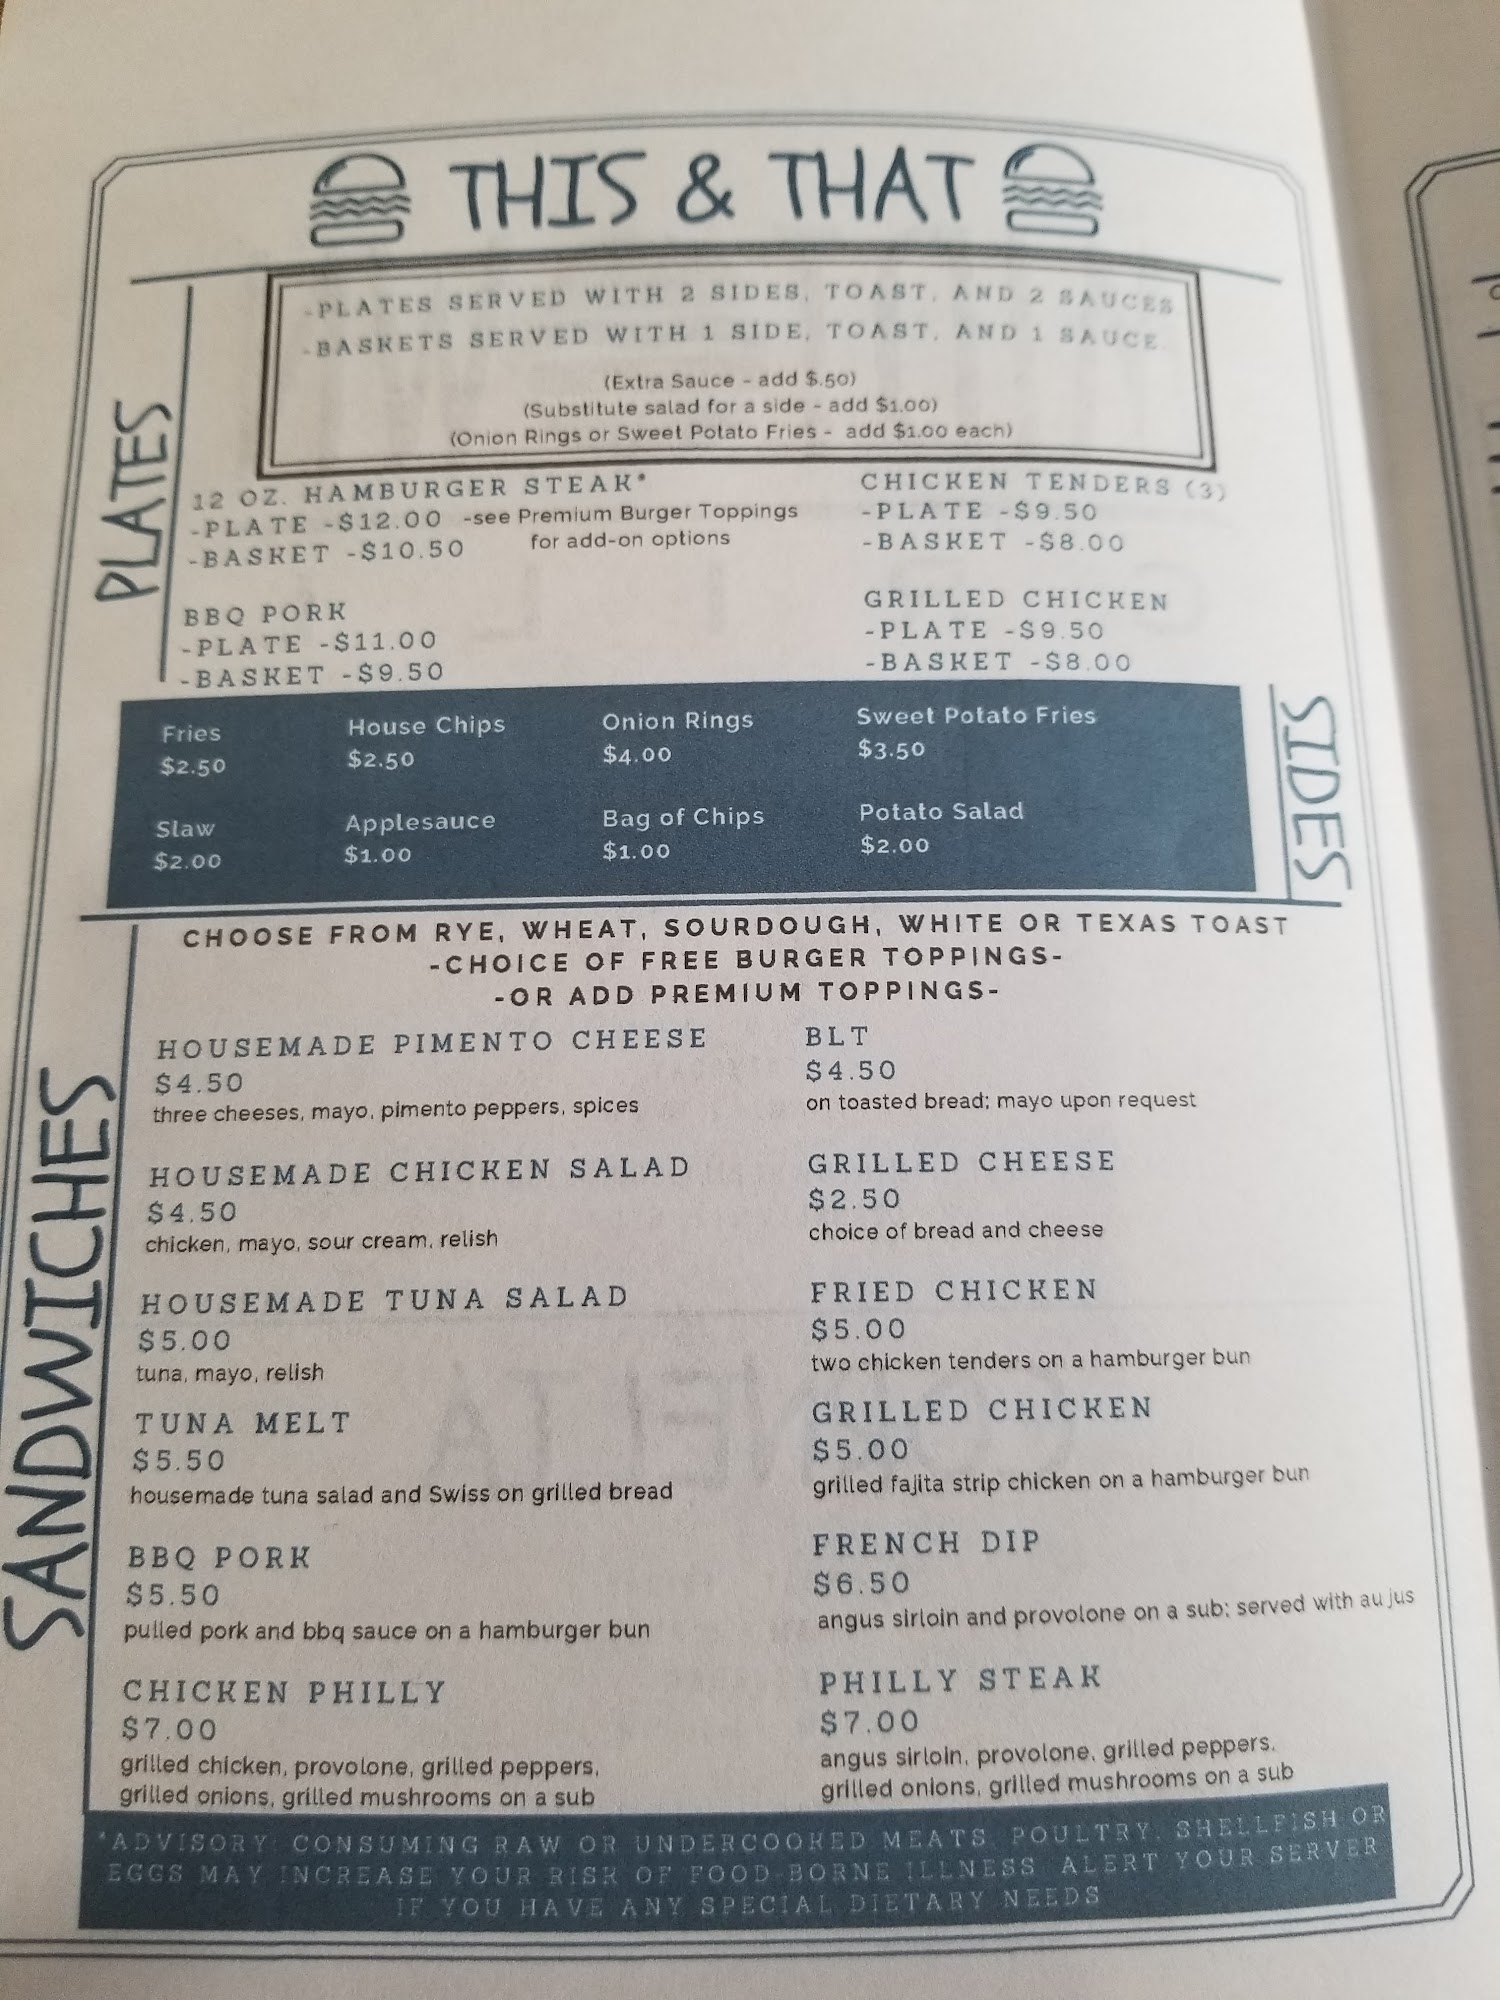 THIS & THAT
-PLATES SERVED WITH 2 SIDES, TOAST, AND 2 SAUCES
-BASKETS SERVED WITH 1 SIDE, TOAST, AND 1 SAUCE
(Extra Sauce - add $.50)
(Substitute salad for a side - add $1.00)
(Onion Rings or Sweet Potato Fries - add $1.00 each)
PLATES
12 OZ. HAMBURGER STEAK*
-PLATE -$12.00 -see Premium Burger Toppings
for add-on options
-BASKET -$10.50
CHICKEN TENDERS (3)
-PLATE -$9.50
-BASKET -$8.00
BBQ PORK
-PLATE -$11.00
-BASKET -$9.50
GRILLED CHICKEN
-PLATE -$9.50
-BASKET -$8.00
SIDES
Fries
$2.50
House Chips
$2.50
Onion Rings
$4.00
Sweet Potato Fries
$3.50
Slaw
$2.00
Applesauce
$1.00
Bag of Chips
$1.00
Potato Salad
$2.00
SANDWICHES
CHOOSE FROM RYE, WHEAT, SOURDOUGH, WHITE OR TEXAS TOAST
-CHOICE OF FREE BURGER TOPPINGS-
-OR ADD PREMIUM TOPPINGS-
HOUSEMADE PIMENTO CHEESE
$4.50
three cheeses, mayo, pimento peppers, spices
HOUSEMADE CHICKEN SALAD
$4.50
chicken, mayo, sour cream, relish
HOUSEMADE TUNA SALAD
$5.00
tuna, mayo, relish
TUNA MELT
$5.50
housemade tuna salad and Swiss on grilled bread
BBQ PORK
$5.50
pulled pork and bbq sauce on a hamburger bun
CHICKEN PHILLY
$7.00
grilled chicken, provolone, grilled peppers,
grilled onions, grilled mushrooms on a sub
BLT
$4.50
on toasted bread; mayo upon request
GRILLED CHEESE
$2.50
choice of bread and cheese
FRIED CHICKEN
$5.00
two chicken tenders on a hamburger bun
GRILLED CHICKEN
$5.00
grilled fajita strip chicken on a hamburger bun
FRENCH DIP
$6.50
angus sirloin and provolone on a sub; served with au jus
PHILLY STEAK
$7.00
angus sirloin, provolone, grilled peppers,
grilled onions, grilled mushrooms on a sub
*ADVISORY: CONSUMING RAW OR UNDERCOOKED MEATS, POULTRY, SHELLFISH OR
EGGS MAY INCREASE YOUR RISK OF FOOD-BORNE ILLNESS. ALERT YOUR SERVER
IF YOU HAVE ANY SPECIAL DIETARY NEEDS